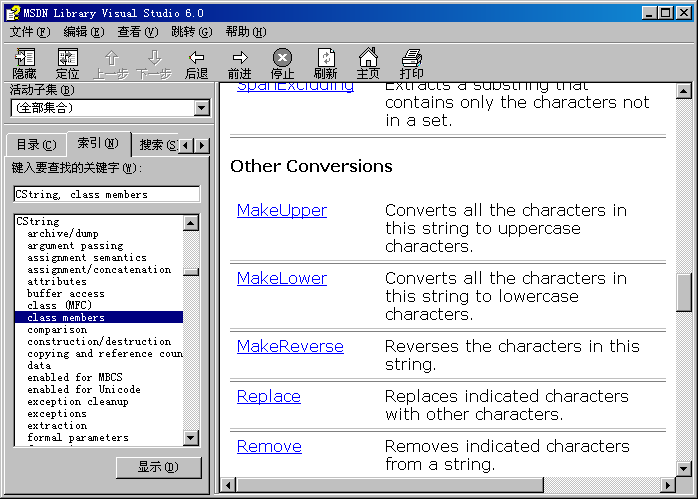 MSDN Library Visual Studio 6.0
文件(F) 编辑(E) 查看(V) 跳转(G) 帮助(H)
隐藏 定位 上一步 下一步 后退 前进 停止 刷新 主页 打印
活动子集(B)
(全部集合)
目录(C) 索引(N) 搜索(S
键入要查找的关键字(W):
CString, class members
CString
archive/dump
argument passing
assignment semantics
assignment/concatenation
attributes
buffer access
class (MFC)
class members
comparison
construction/destruction
copying and reference coun
data
enabled for MBCS
enabled for Unicode
exception cleanup
exceptions
extraction
formal parameters
显示(D)
SpanExcluding Extracts a substring that
contains only the characters not
in a set.
Other Conversions
MakeUpper Converts all the characters in
this string to uppercase
characters.
MakeLower Converts all the characters in
this string to lowercase
characters.
MakeReverse Reverses the characters in this
string.
Replace Replaces indicated characters
with other characters.
Remove Removes indicated characters
from a string.